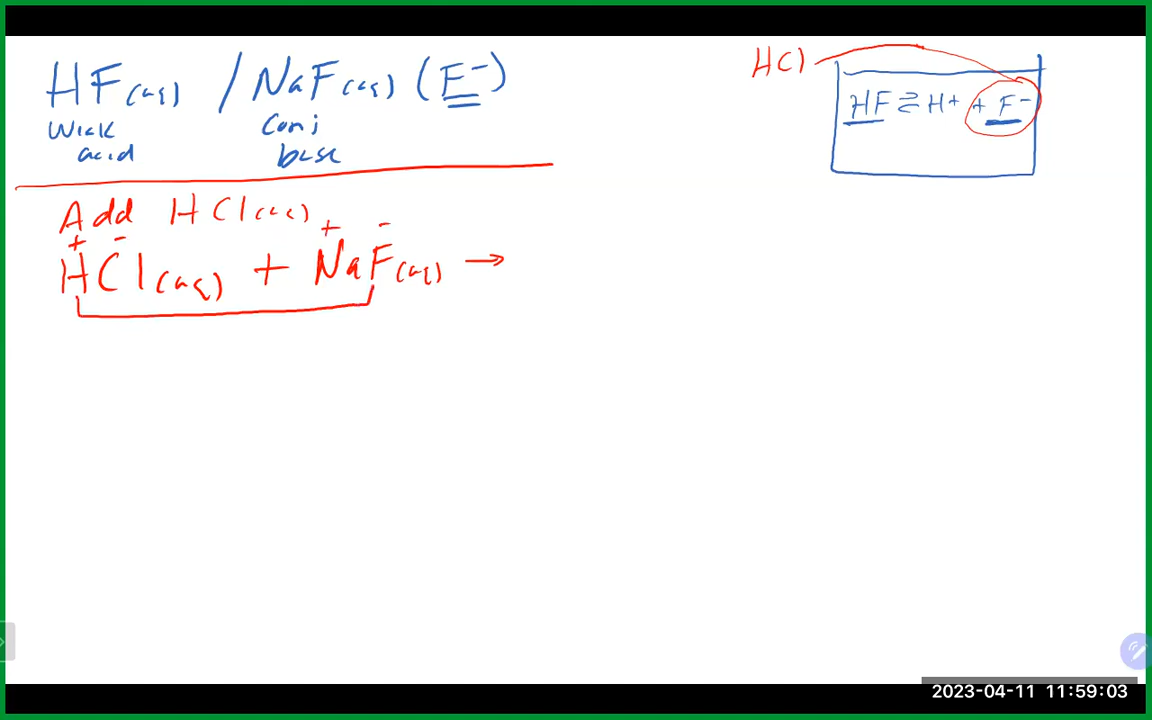 HF(aq) / NaF(aq) (F⁻)
Weak acid
Conj base
HCl
HF ⇌ H+ + F⁻
Add HCl(aq)
+ - + -
HCl(aq) + NaF(aq) →
2023-04-11 11:59:03